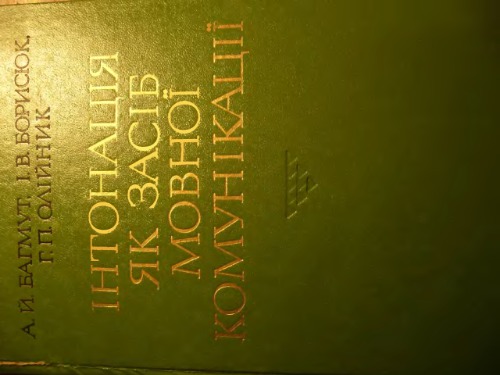 А. Й. БАГМУТ, І. В. БОРИСЮК,
Г. П. ОЛІЙНИК
ІНТОНАЦІЯ
ЯК ЗАСІБ
МОВНОЇ
КОМУНІКАЦІЇ